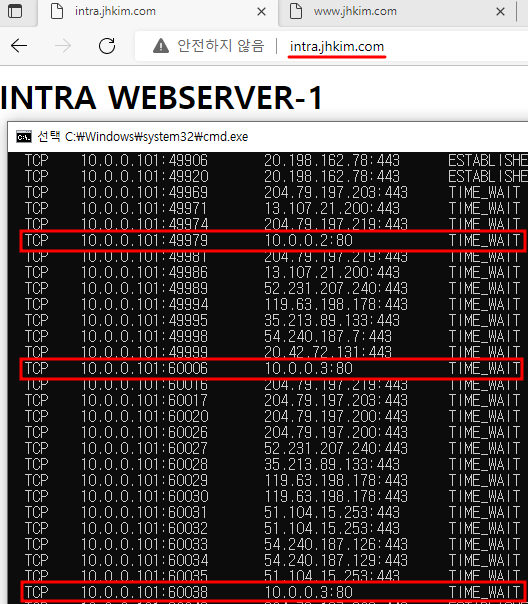 intra.jhkim.com
www.jhkim.com
안전하지 않음
intra.jhkim.com
INTRA WEBSERVER-1
선택 C:₩Windows₩system32₩cmd.exe
TCP 10.0.0.101:49906 20.198.162.78:443 ESTABLISHE
TCP 10.0.0.101:49920 20.198.162.78:443 ESTABLISHE
TCP 10.0.0.101:49969 204.79.197.203:443 TIME_WAIT
TCP 10.0.0.101:49971 13.107.21.200:443 TIME_WAIT
TCP 10.0.0.101:49974 204.79.197.219:443 TIME_WAIT
TCP 10.0.0.101:49979 10.0.0.2:80 TIME_WAIT
TCP 10.0.0.101:49981 204.79.197.219:443 TIME_WAIT
TCP 10.0.0.101:49986 13.107.21.200:443 TIME_WAIT
TCP 10.0.0.101:49989 52.231.207.240:443 TIME_WAIT
TCP 10.0.0.101:49994 119.63.198.178:443 TIME_WAIT
TCP 10.0.0.101:49995 35.213.89.133:443 TIME_WAIT
TCP 10.0.0.101:49998 54.240.187.7:443 TIME_WAIT
TCP 10.0.0.101:49999 20.42.72.131:443 TIME_WAIT
TCP 10.0.0.101:60006 10.0.0.3:80 TIME_WAIT
TCP 10.0.0.101:60016 204.79.197.219:443 TIME_WAIT
TCP 10.0.0.101:60017 204.79.197.203:443 TIME_WAIT
TCP 10.0.0.101:60020 204.79.197.200:443 TIME_WAIT
TCP 10.0.0.101:60026 204.79.197.200:443 TIME_WAIT
TCP 10.0.0.101:60027 52.231.207.240:443 TIME_WAIT
TCP 10.0.0.101:60028 35.213.89.133:443 TIME_WAIT
TCP 10.0.0.101:60029 119.63.198.178:443 TIME_WAIT
TCP 10.0.0.101:60030 119.63.198.178:443 TIME_WAIT
TCP 10.0.0.101:60031 51.104.15.253:443 TIME_WAIT
TCP 10.0.0.101:60032 51.104.15.253:443 TIME_WAIT
TCP 10.0.0.101:60033 54.240.187.126:443 TIME_WAIT
TCP 10.0.0.101:60034 54.240.187.129:443 TIME_WAIT
TCP 10.0.0.101:60035 51.104.15.253:443 TIME_WAIT
TCP 10.0.0.101:60038 10.0.0.3:80 TIME_WAIT